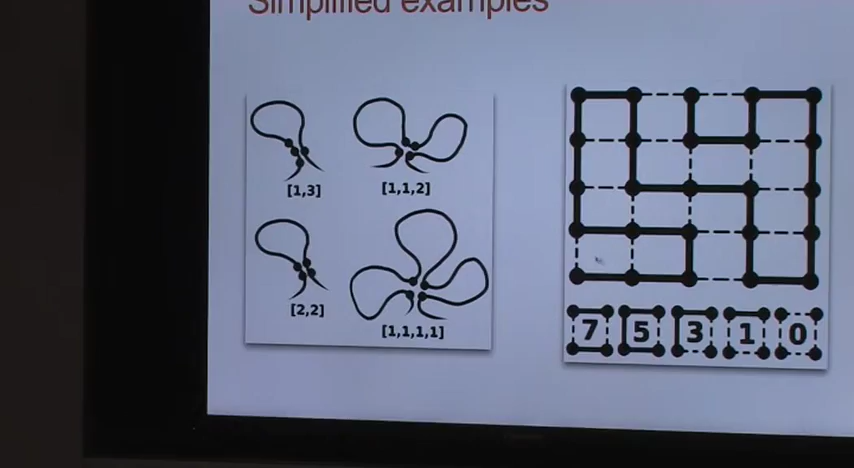 Simplified examples
[1,3]
[1,1,2]
[2,2]
[1,1,1,1]
7 5 3 1 0